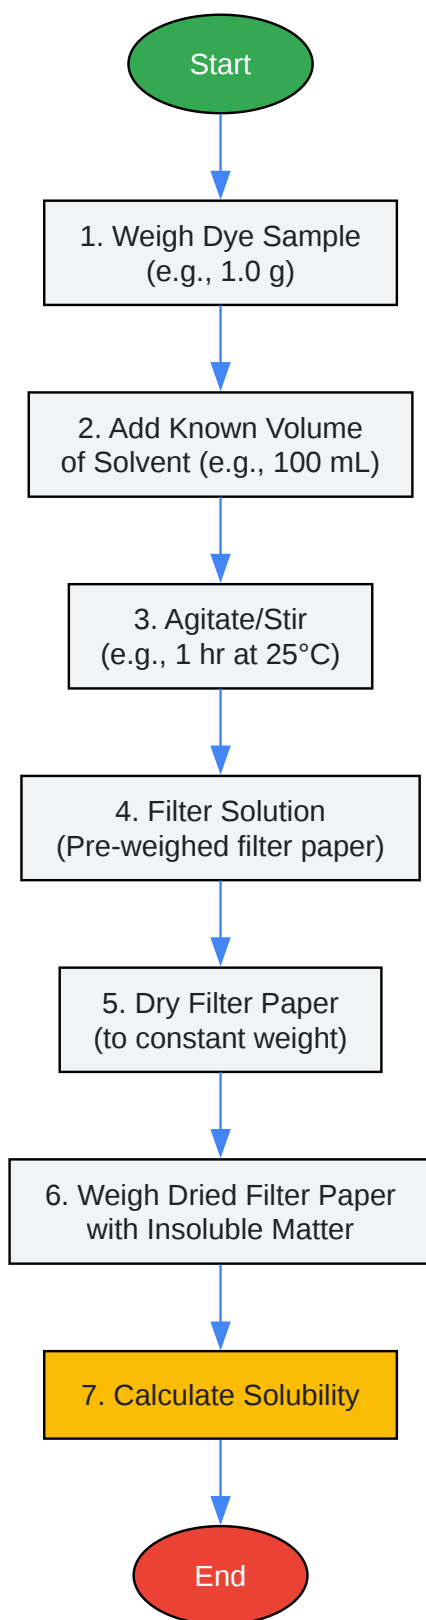 Start
1. Weigh Dye Sample
(e.g., 1.0 g)
2. Add Known Volume
of Solvent (e.g., 100 mL)
3. Agitate/Stir
(e.g., 1 hr at 25°C)
4. Filter Solution
(Pre-weighed filter paper)
5. Dry Filter Paper
(to constant weight)
6. Weigh Dried Filter Paper
with Insoluble Matter
7. Calculate Solubility
End